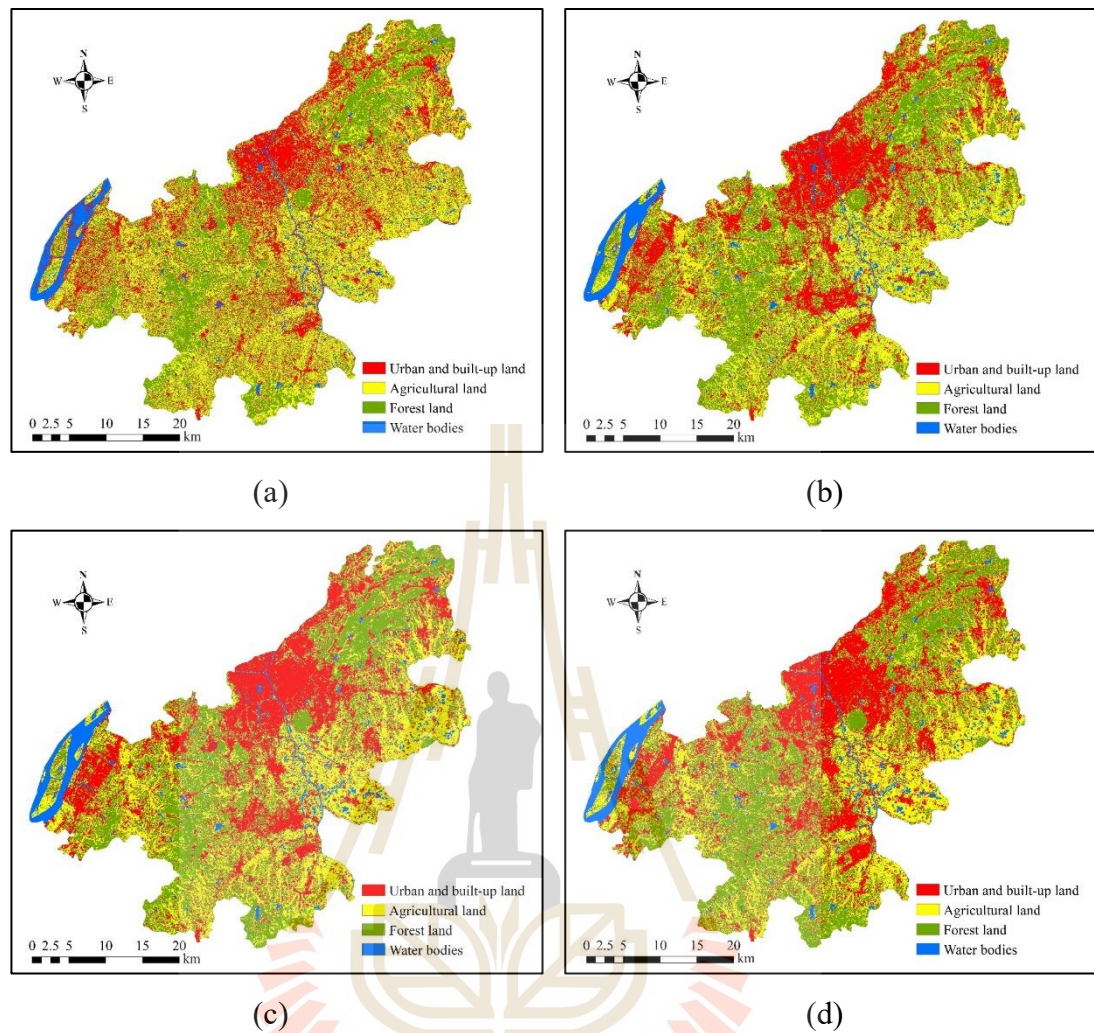 N
W E
S
Urban and built-up land
Agricultural land
Forest land
Water bodies
0 2.5 5 10 15 20
km
(a)
N
W E
S
Urban and built-up land
Agricultural land
Forest land
Water bodies
0 2.5 5 10 15 20
km
(b)
N
W E
S
Urban and built-up land
Agricultural land
Forest land
Water bodies
0 2.5 5 10 15 20
km
(c)
N
W E
S
Urban and built-up land
Agricultural land
Forest land
Water bodies
0 2.5 5 10 15 20
km
(d)